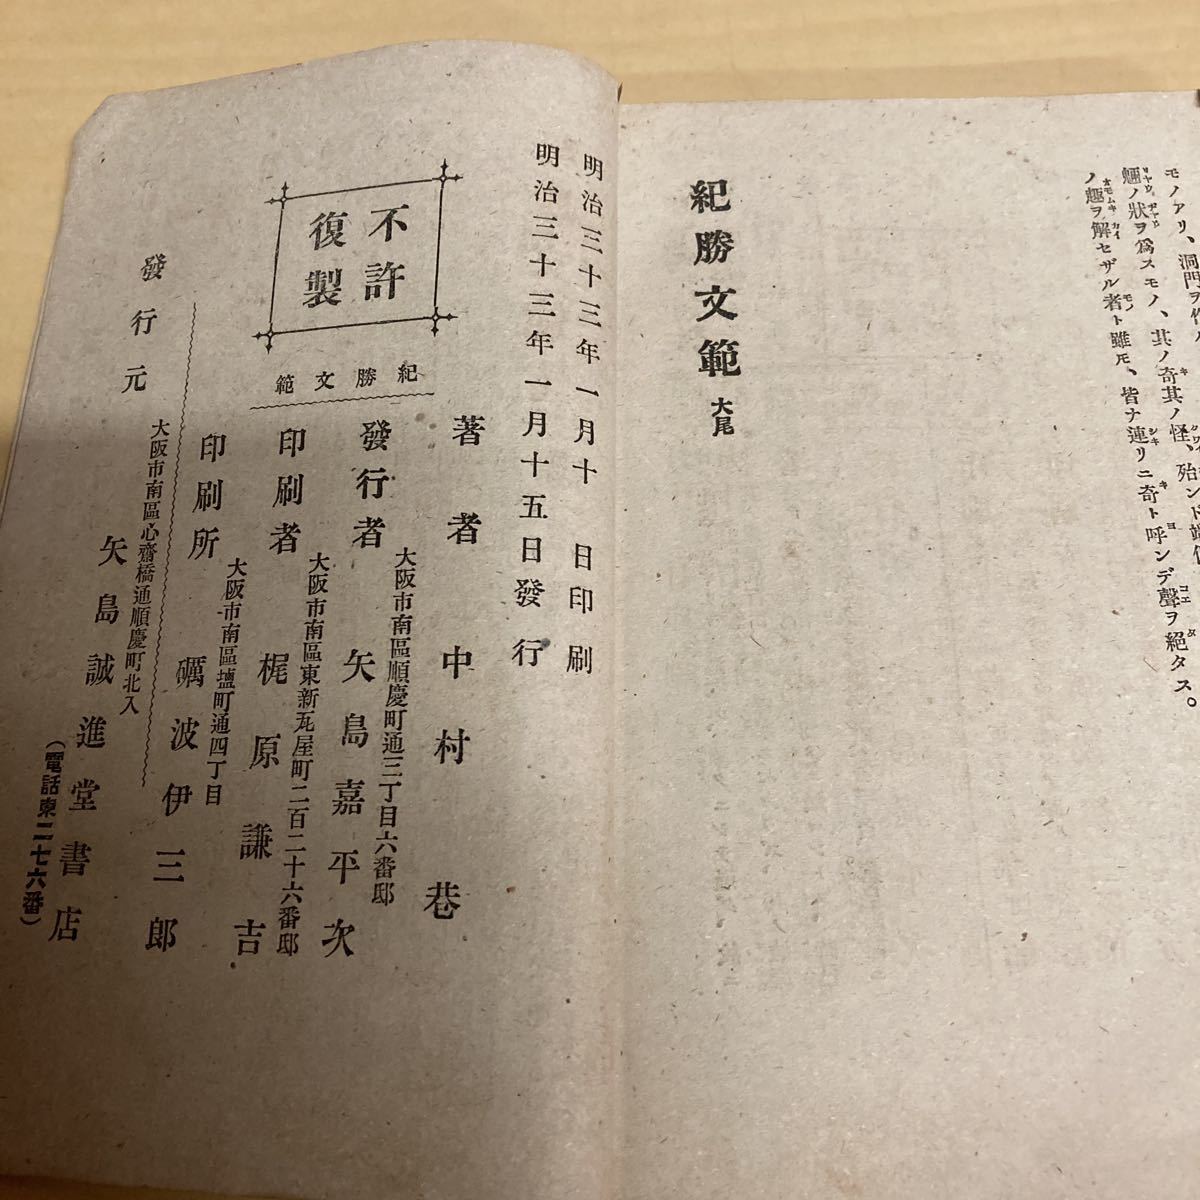 モノアリ、洞門ヲ作ル
魎ノ狀ヲ爲スモノ、其ノ奇其ノ怪、殆ンド端倪
ノ趣ヲ解セザル者ト雖モ、皆ナ連リニ奇ト呼ンデ聲ヲ絕タス。
紀勝文範 大尾
明治三十三年一月十 日印刷
明治三十三年一月十五日發行
不許
復製
紀勝文範
著者 中村巷
大阪市南區順慶町通三丁目六番邸
發行者 矢島嘉平次
大阪市南區東新瓦屋町二百二十六番邸
印刷者 梶原謙吉
大阪市南區塩町通四丁目
印刷所 礪波伊三郎
大阪市南區心齋橋通順慶町北入
發行元 矢島誠進堂書店
(電話東二七六番)